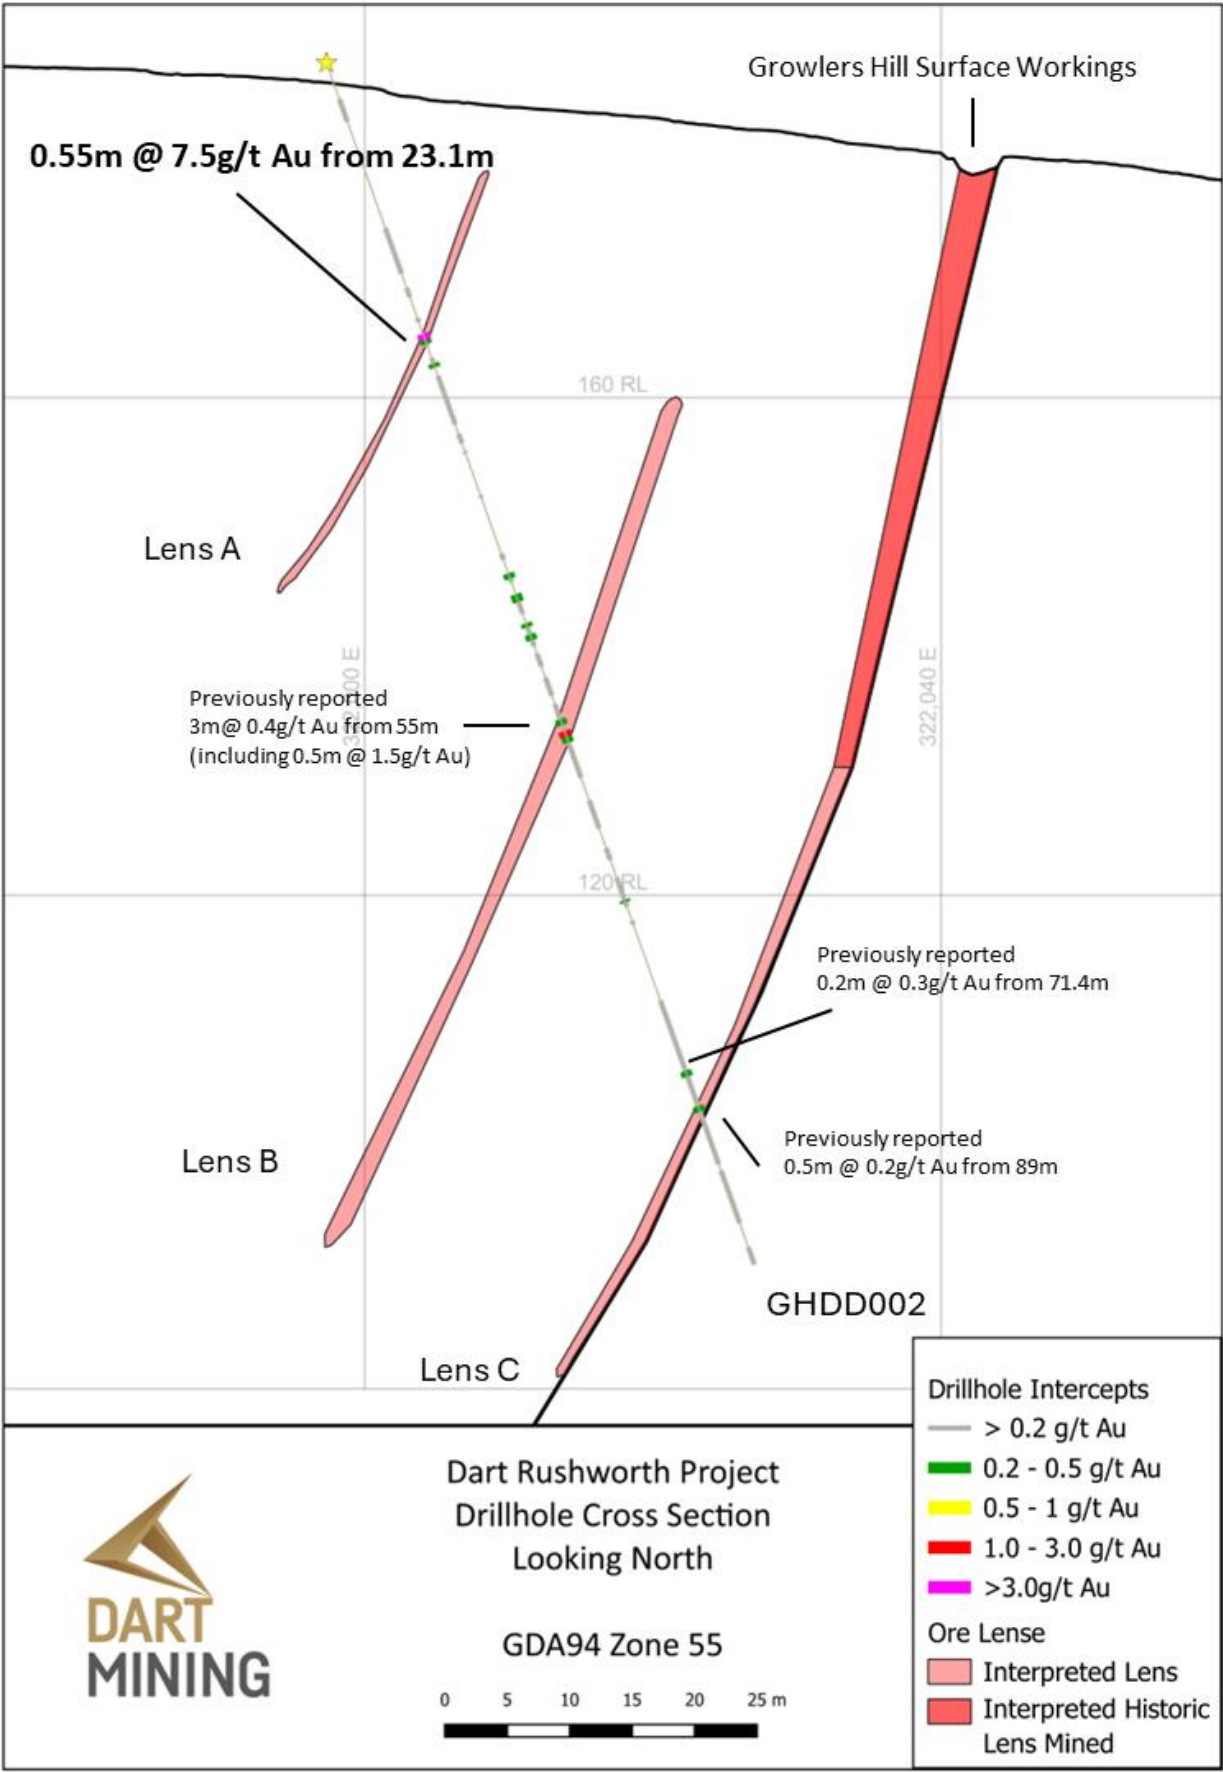 Growlers Hill Surface Workings
0.55m @ 7.5g/t Au from 23.1m
160 RL
Lens A
322,040 E
Previously reported
3m@ 0.4g/t Au from 55m
(including 0.5m @ 1.5g/t Au)
120 RL
Previously reported
0.2m @ 0.3g/t Au from 71.4m
Previously reported
0.5m @ 0.2g/t Au from 89m
Lens B
GHDD002
Lens C
Drillhole Intercepts
> 0.2 g/t Au
0.2 - 0.5 g/t Au
0.5 - 1 g/t Au
1.0 - 3.0 g/t Au
>3.0g/t Au
Ore Lense
Interpreted Lens
Interpreted Historic
Lens Mined
Dart Rushworth Project
Drillhole Cross Section
Looking North
GDA94 Zone 55
0 5 10 15 20 25 m
DART
MINING